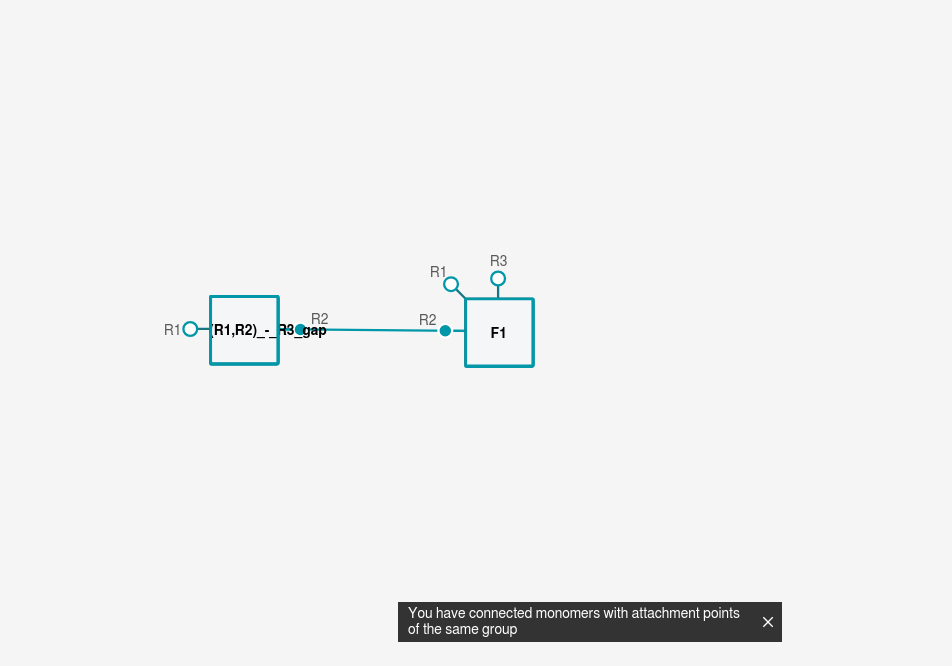 R3
R1
R2
R2
R1
(R1,R2)_-_R3_gap
F1
You have connected monomers with attachment points
of the same group